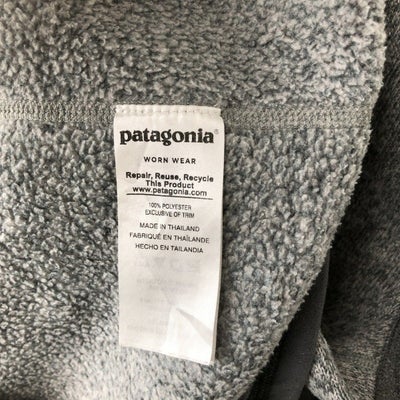 patagonia®
WORN WEAR
Repair, Reuse, Recycle
This Product
www.patagonia.com
100% POLYESTER
EXCLUSIVE OF TRIM
MADE IN THAILAND
FABRIQUÉ EN THAÏLANDE
HECHO EN TAILANDIA